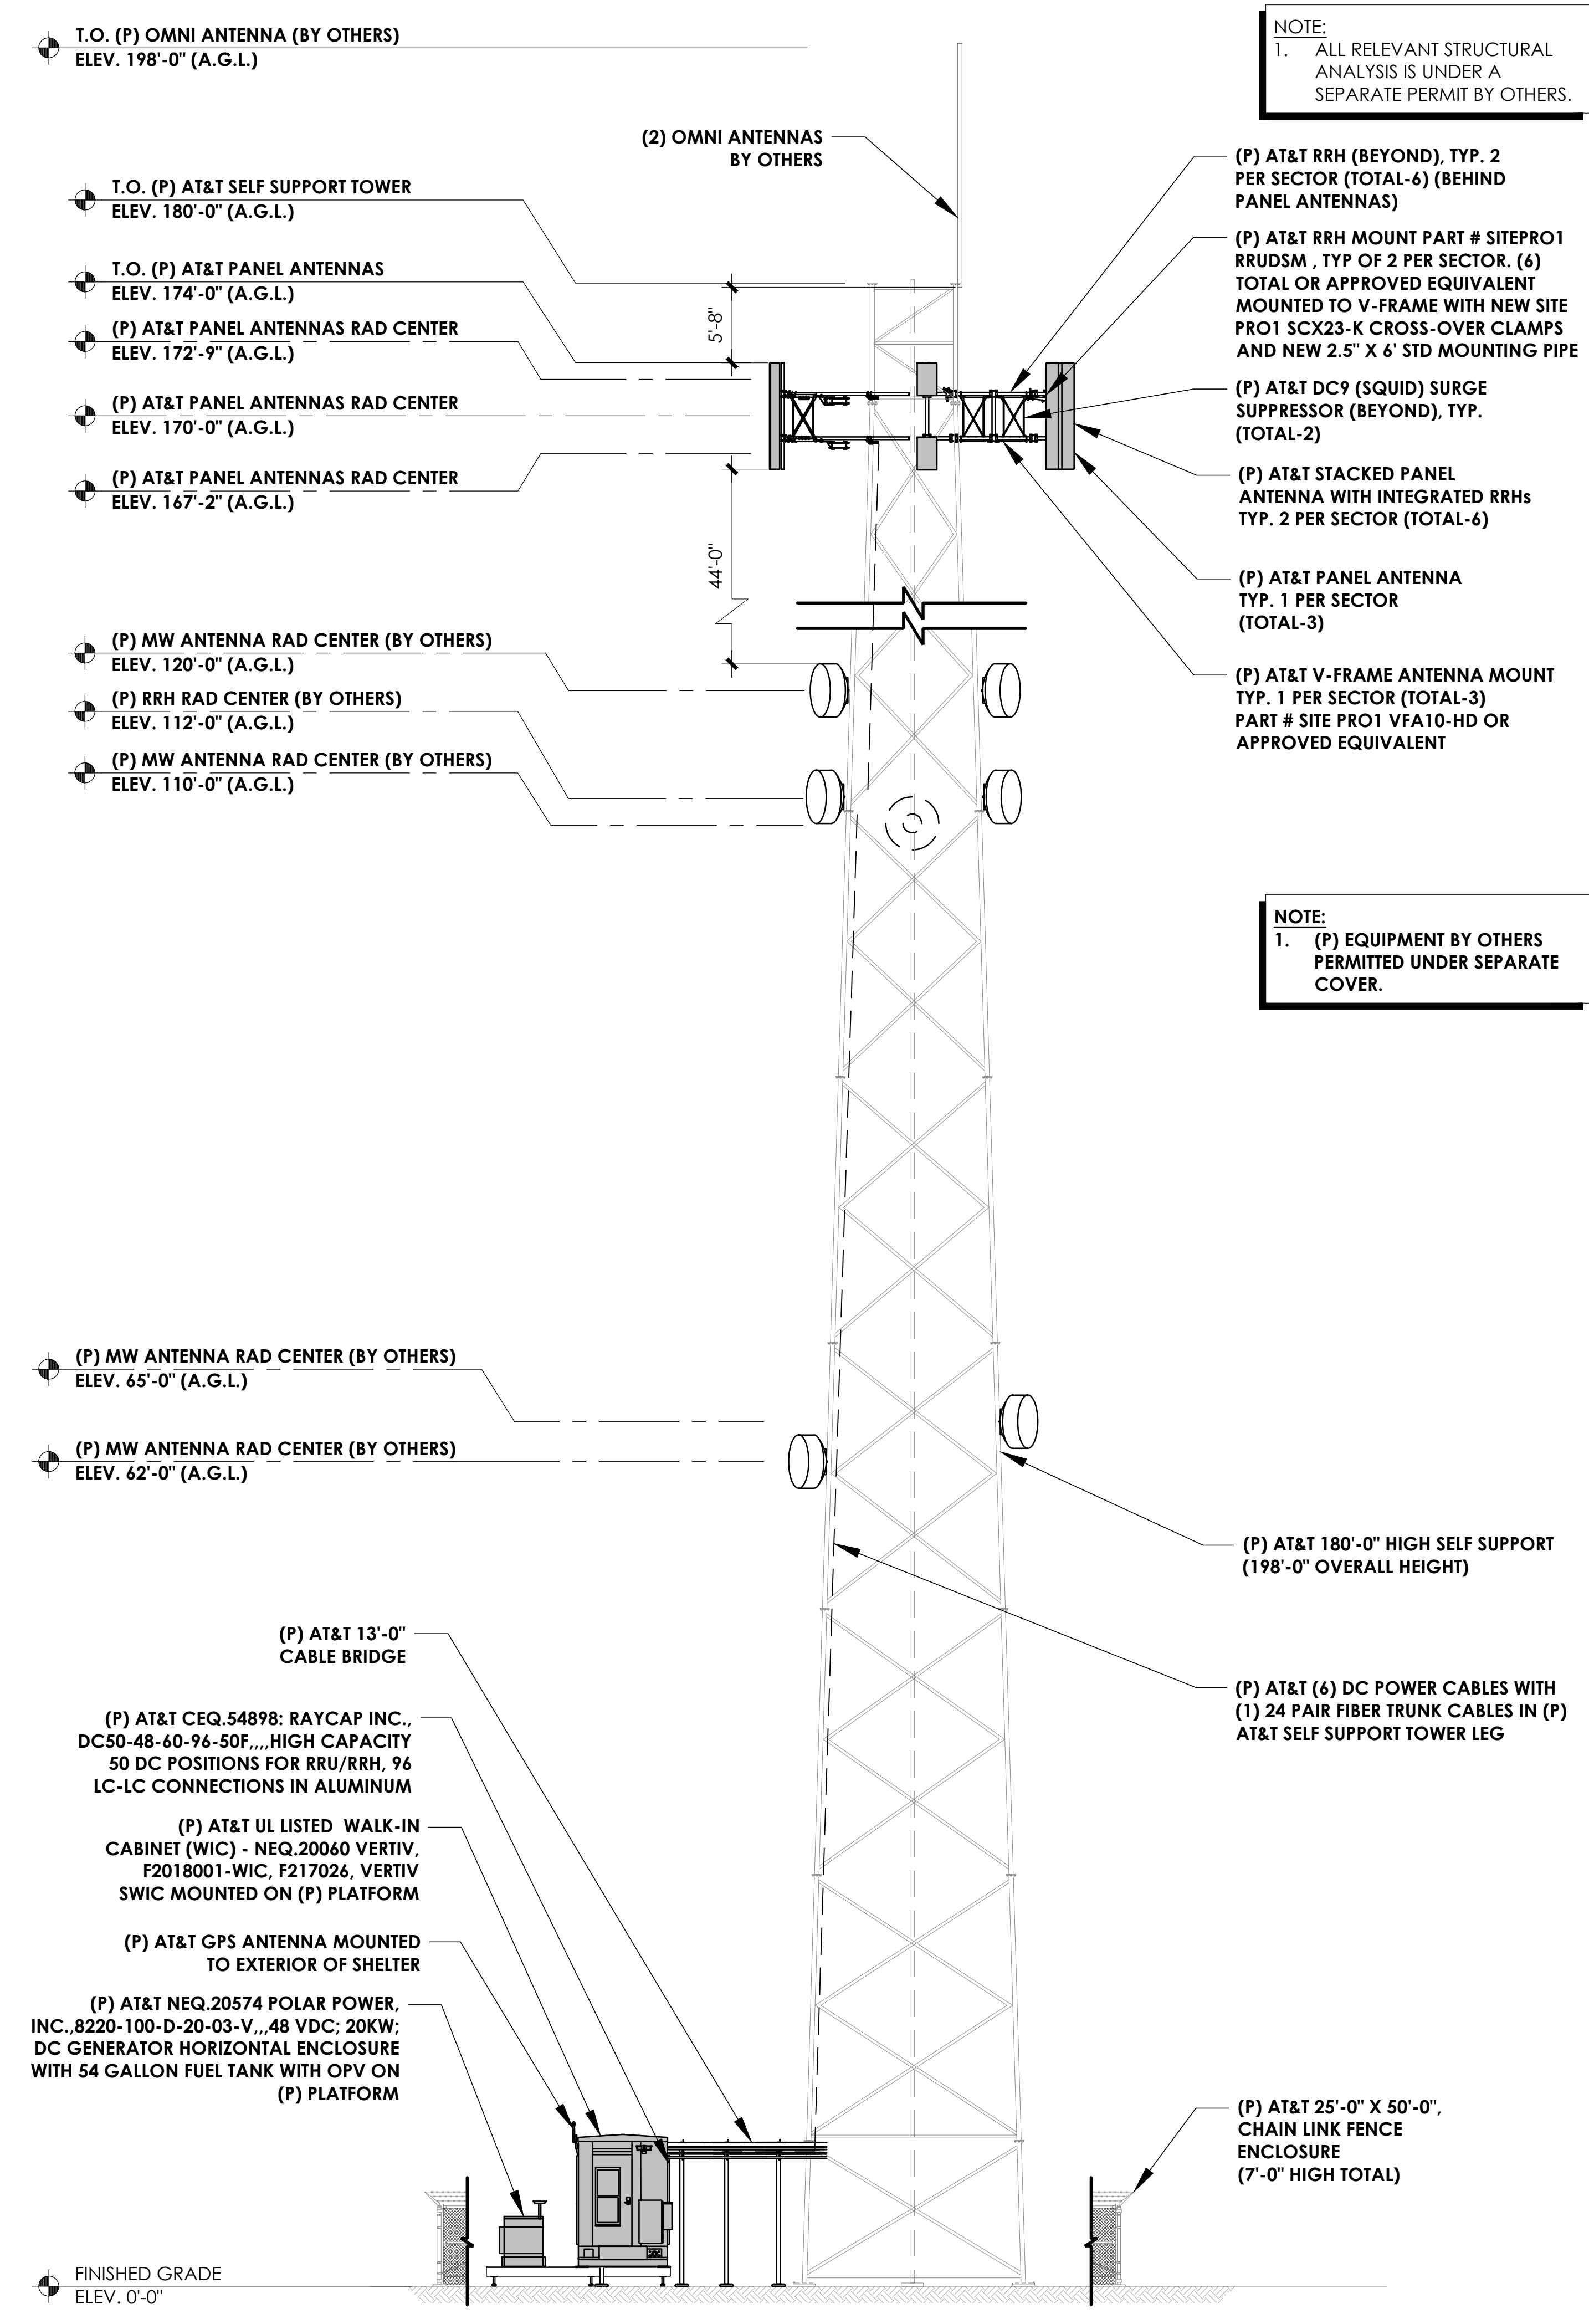 T.O. (P) OMNI ANTENNA (BY OTHERS)
ELEV. 198'-0" (A.G.L.)
NOTE:
1. ALL RELEVANT STRUCTURAL
ANALYSIS IS UNDER A
SEPARATE PERMIT BY OTHERS.
(2) OMNI ANTENNAS
BY OTHERS
T.O. (P) AT&T SELF SUPPORT TOWER
ELEV. 180'-0" (A.G.L.)
T.O. (P) AT&T PANEL ANTENNAS
ELEV. 174'-0" (A.G.L.)
(P) AT&T PANEL ANTENNAS RAD CENTER
ELEV. 172'-9" (A.G.L.)
(P) AT&T PANEL ANTENNAS RAD CENTER
ELEV. 170'-0" (A.G.L.)
(P) AT&T PANEL ANTENNAS RAD CENTER
ELEV. 167'-2" (A.G.L.)
5'-8"
44'-0"
(P) AT&T RRH (BEYOND), TYP. 2
PER SECTOR (TOTAL-6) (BEHIND
PANEL ANTENNAS)
(P) AT&T RRH MOUNT PART # SITEPRO1
RRUDSM , TYP OF 2 PER SECTOR. (6)
TOTAL OR APPROVED EQUIVALENT
MOUNTED TO V-FRAME WITH NEW SITE
PRO1 SCX23-K CROSS-OVER CLAMPS
AND NEW 2.5" X 6' STD MOUNTING PIPE
(P) AT&T DC9 (SQUID) SURGE
SUPPRESSOR (BEYOND), TYP.
(TOTAL-2)
(P) AT&T STACKED PANEL
ANTENNA WITH INTEGRATED RRHs
TYP. 2 PER SECTOR (TOTAL-6)
(P) AT&T PANEL ANTENNA
TYP. 1 PER SECTOR
(TOTAL-3)
(P) AT&T V-FRAME ANTENNA MOUNT
TYP. 1 PER SECTOR (TOTAL-3)
PART # SITE PRO1 VFA10-HD OR
APPROVED EQUIVALENT
(P) MW ANTENNA RAD CENTER (BY OTHERS)
ELEV. 120'-0" (A.G.L.)
(P) RRH RAD CENTER (BY OTHERS)
ELEV. 112'-0" (A.G.L.)
(P) MW ANTENNA RAD CENTER (BY OTHERS)
ELEV. 110'-0" (A.G.L.)
NOTE:
1. (P) EQUIPMENT BY OTHERS
PERMITTED UNDER SEPARATE
COVER.
(P) MW ANTENNA RAD CENTER (BY OTHERS)
ELEV. 65'-0" (A.G.L.)
(P) MW ANTENNA RAD CENTER (BY OTHERS)
ELEV. 62'-0" (A.G.L.)
(P) AT&T 180'-0" HIGH SELF SUPPORT
(198'-0" OVERALL HEIGHT)
(P) AT&T (6) DC POWER CABLES WITH
(1) 24 PAIR FIBER TRUNK CABLES IN (P)
AT&T SELF SUPPORT TOWER LEG
(P) AT&T 13'-0"
CABLE BRIDGE
(P) AT&T CEQ.54898: RAYCAP INC.,
DC50-48-60-96-50F,,,,HIGH CAPACITY
50 DC POSITIONS FOR RRU/RRH, 96
LC-LC CONNECTIONS IN ALUMINUM
(P) AT&T UL LISTED WALK-IN
CABINET (WIC) - NEQ.20060 VERTIV,
F2018001-WIC, F217026, VERTIV
SWIC MOUNTED ON (P) PLATFORM
(P) AT&T GPS ANTENNA MOUNTED
TO EXTERIOR OF SHELTER
(P) AT&T NEQ.20574 POLAR POWER,
INC.,8220-100-D-20-03-V,,,48 VDC; 20KW;
DC GENERATOR HORIZONTAL ENCLOSURE
WITH 54 GALLON FUEL TANK WITH OPV ON
(P) PLATFORM
(P) AT&T 25'-0" X 50'-0",
CHAIN LINK FENCE
ENCLOSURE
(7'-0" HIGH TOTAL)
FINISHED GRADE
ELEV. 0'-0"